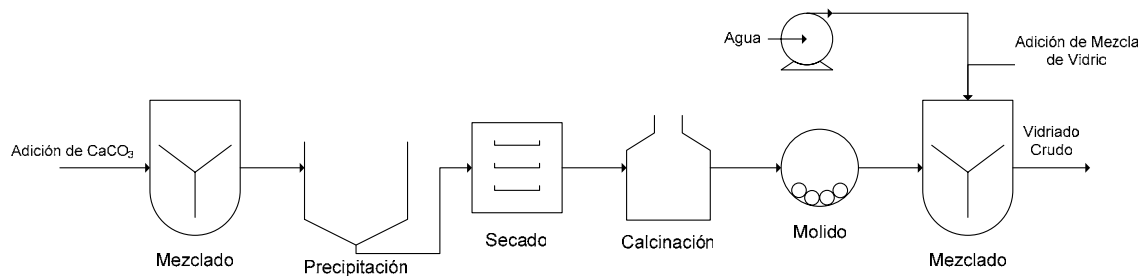 Agua
Adición de Mezcla
de Vidric
Adición de CaCO₃
Vidriado
Crudo
Mezclado
Precipitación
Secado
Calcinación
Molido
Mezclado